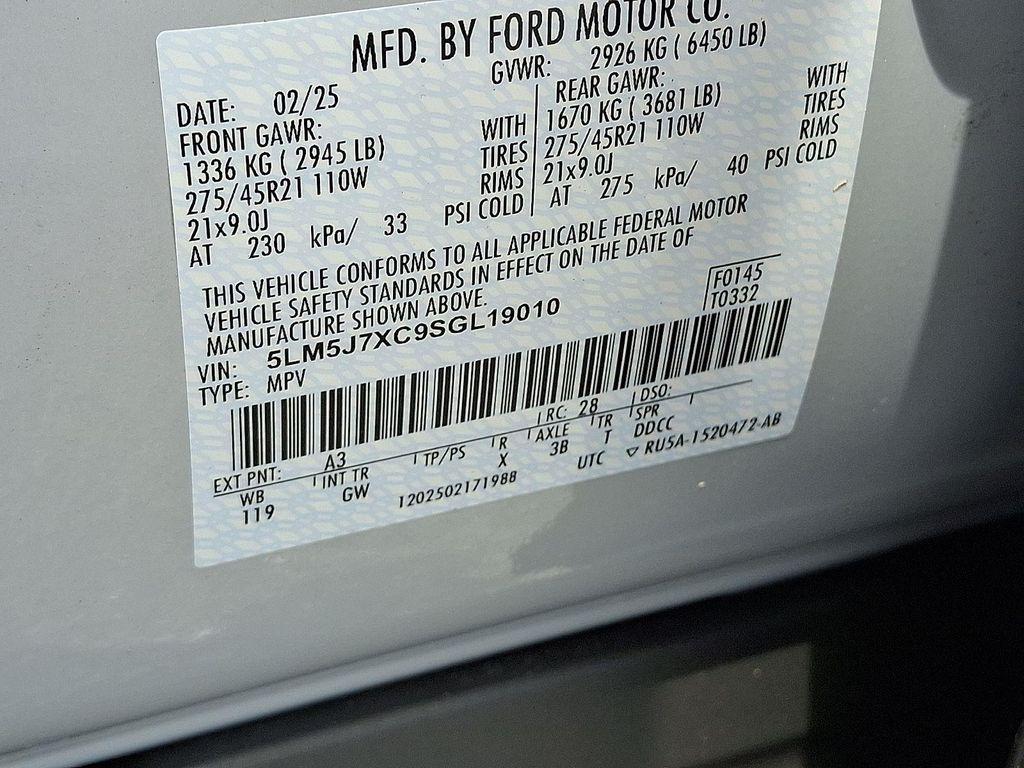 MFD. BY FORD MOTOR CO.
DATE: 02/25 GVWR: 2926 KG ( 6450 LB)
FRONT GAWR: REAR GAWR:
1336 KG ( 2945 LB) WITH 1670 KG ( 3681 LB) WITH
275/45R21 110W TIRES 275/45R21 110W TIRES
21x9.0J RIMS 21x9.0J RIMS
AT 230 kPa/ 33 PSI COLD AT 275 kPa/ 40 PSI COLD
THIS VEHICLE CONFORMS TO ALL APPLICABLE FEDERAL MOTOR
VEHICLE SAFETY STANDARDS IN EFFECT ON THE DATE OF
MANUFACTURE SHOWN ABOVE.
F0145
T0332
VIN: 5LM5J7XC9SGL19010
TYPE: MPV
EXT PNT: A3 RC: 28 DSO:
WB INT TR TP/PS R AXLE TR SPR
119 GW X 3B T DDCC
1202502171988 UTC ▽ RU5A-1520472-AB